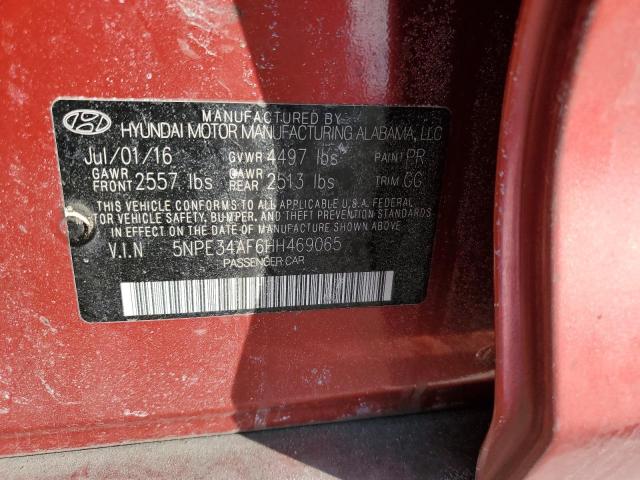 MANUFACTURED BY
HYUNDAI MOTOR MANUFACTURING ALABAMA, LLC
Jul/01/16 GVWR 4497 lbs PAINT PR
GAWR FRONT 2557 lbs GAWR REAR 2513 lbs TRIM GG
THIS VEHICLE CONFORMS TO ALL APPLICABLE U.S.A. FEDERAL
MOTOR VEHICLE SAFETY, BUMPER, AND THEFT PREVENTION STANDARDS
IN EFFECT ON THE DATE OF MANUFACTURE SHOWN ABOVE.
V.I.N 5NPE34AF6HH469065
PASSENGER CAR